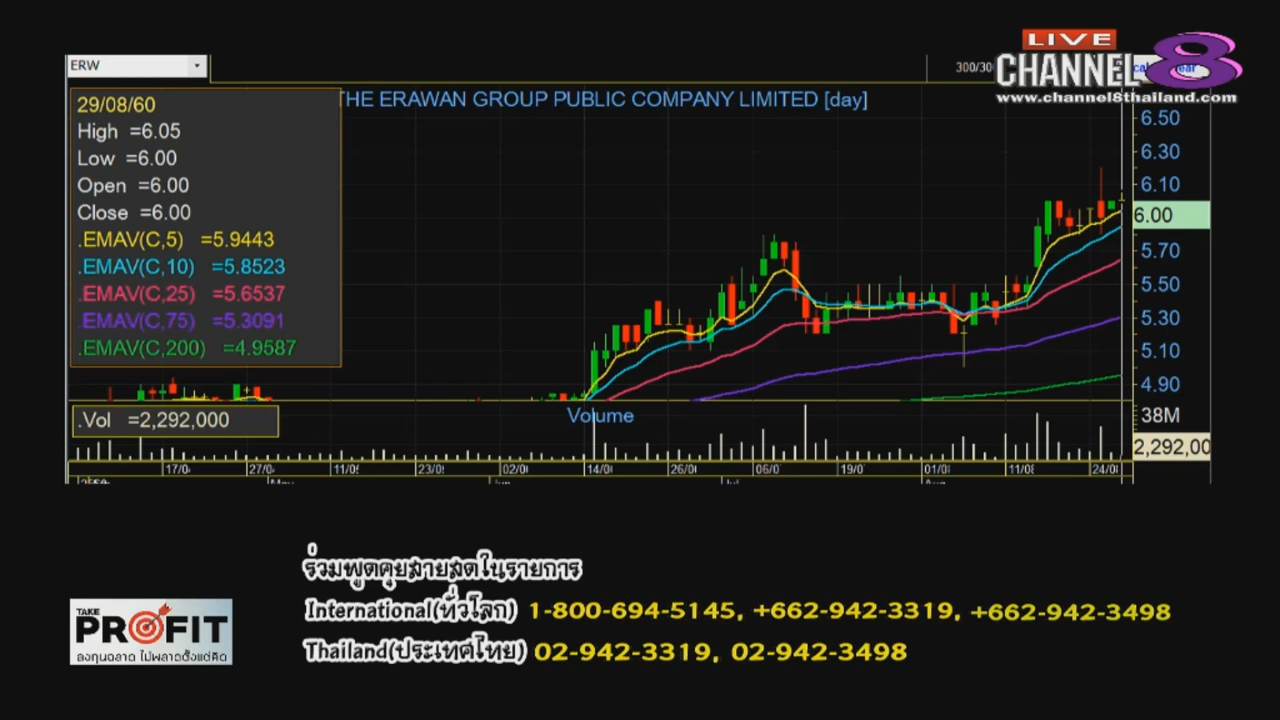 LIVE
CHANNEL 8
www.channel8thailand.com
ERW
300/30
THE ERAWAN GROUP PUBLIC COMPANY LIMITED [day]
29/08/60
High =6.05
Low =6.00
Open =6.00
Close =6.00
.EMAV(C,5) =5.9443
.EMAV(C,10) =5.8523
.EMAV(C,25) =5.6537
.EMAV(C,75) =5.3091
.EMAV(C,200) =4.9587
6.50
6.30
6.10
6.00
5.70
5.50
5.30
5.10
4.90
.Vol =2,292,000
Volume
38M
2,292,00
17/0 27/0 11/0 23/0 02/0 14/0 26/0 06/0 19/0 01/0 11/0 24/0
ร่วมพูดคุยสายสดในรายการ
International(ทั่วโลก) 1-800-694-5145, +662-942-3319, +662-942-3498
Thailand(ประเทศไทย) 02-942-3319, 02-942-3498
TAKE
PROFIT
ลงทุนฉลาด ไม่พลาดตั้งแต่คิด